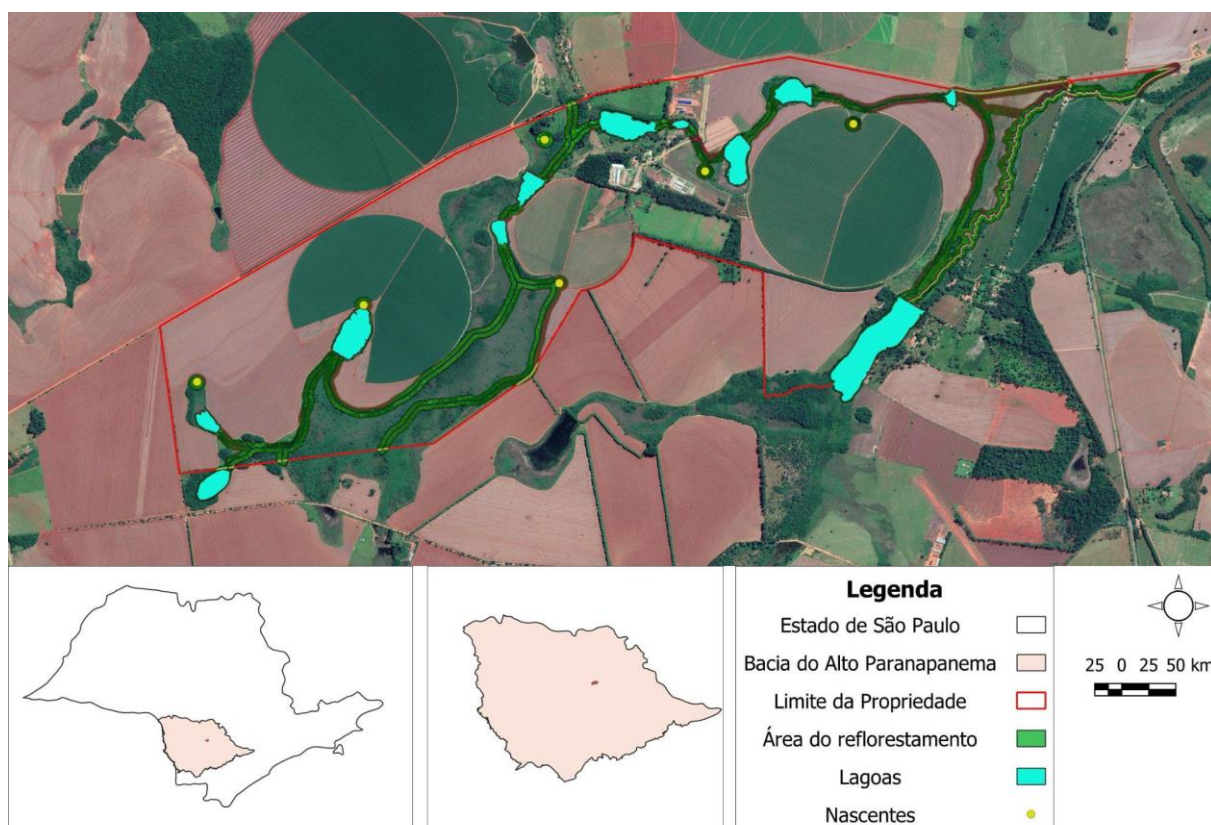 Legenda
Estado de São Paulo
Bacia do Alto Paranapanema
Limite da Propriedade
Área do reflorestamento
Lagoas
Nascentes
25 0 25 50 km